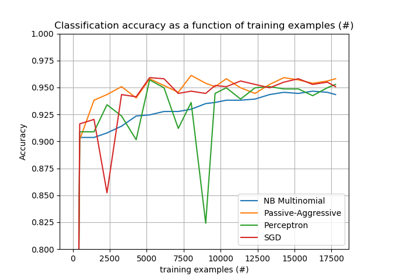 Classification accuracy as a function of training examples (#)
1.000
0.975
0.950
0.925
0.900
0.875
0.850
0.825
0.800
Accuracy
NB Multinomial
Passive-Aggressive
Perceptron
SGD
0 2500 5000 7500 10000 12500 15000 17500
training examples (#)